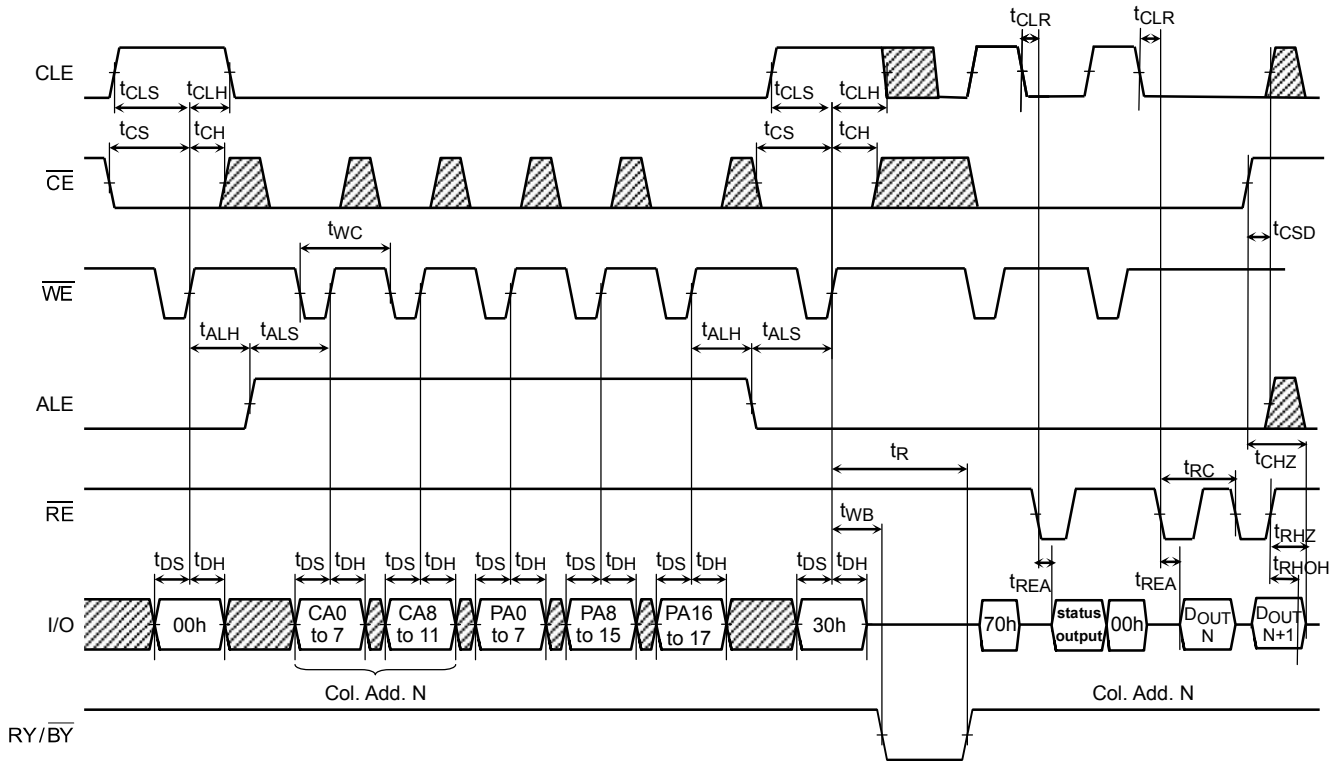 tCLR tCLR
CLE
tCLS tCLH tCLS tCLH
tCS tCH tCS tCH
CE
tCSD
tWC
WE
tALH tALS tALH tALS
ALE
tR tCHZ
tRC
RE
tWB
tRHZ
tDS tDH tDS tDH tDS tDH tDS tDH tDS tDH tDS tDH tDS tDH
tREA tREA tRHOH
I/O
00h
CA0
to 7
CA8
to 11
PA0
to 7
PA8
to 15
PA16
to 17
30h
70h
status
output
00h
DOUT
N
DOUT
N+1
Col. Add. N
Col. Add. N
RY/BY